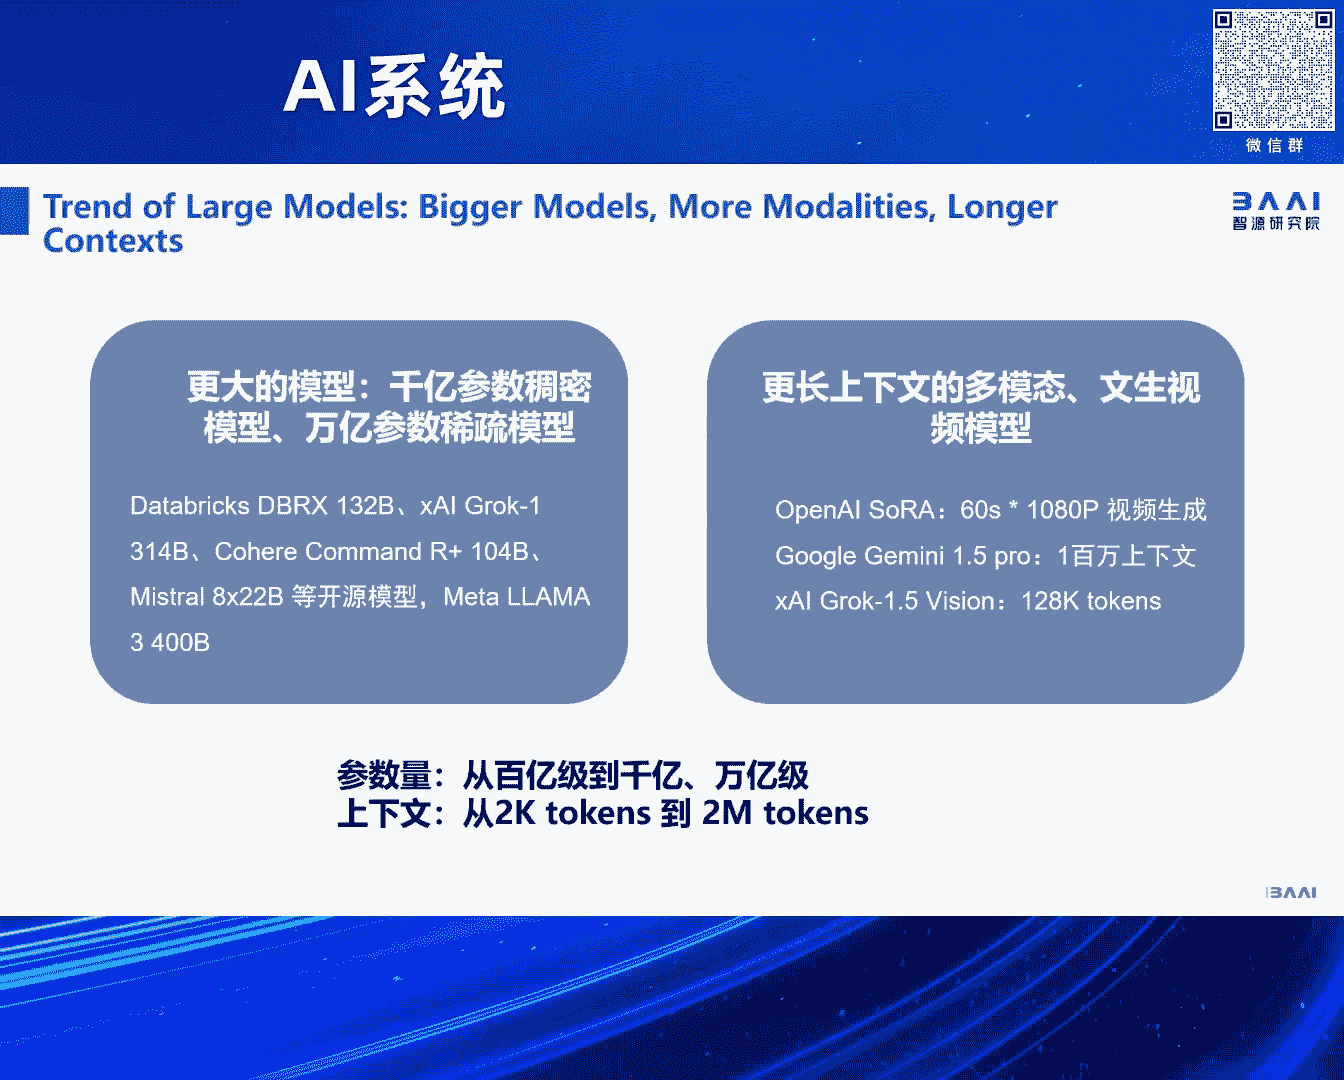 AI系统
微信群
Trend of Large Models: Bigger Models, More Modalities, Longer
Contexts
BAAI
智源研究院
更大的模型：千亿参数稠密
模型、万亿参数稀疏模型
Databricks DBRX 132B、xAI Grok-1
314B、Cohere Command R+ 104B、
Mistral 8x22B 等开源模型，Meta LLAMA
3 400B
更长上下文的多模态、文生视
频模型
OpenAI SoRA：60s * 1080P 视频生成
Google Gemini 1.5 pro：1百万上下文
xAI Grok-1.5 Vision：128K tokens
参数量：从百亿级到千亿、万亿级
上下文：从2K tokens 到 2M tokens
BAAI